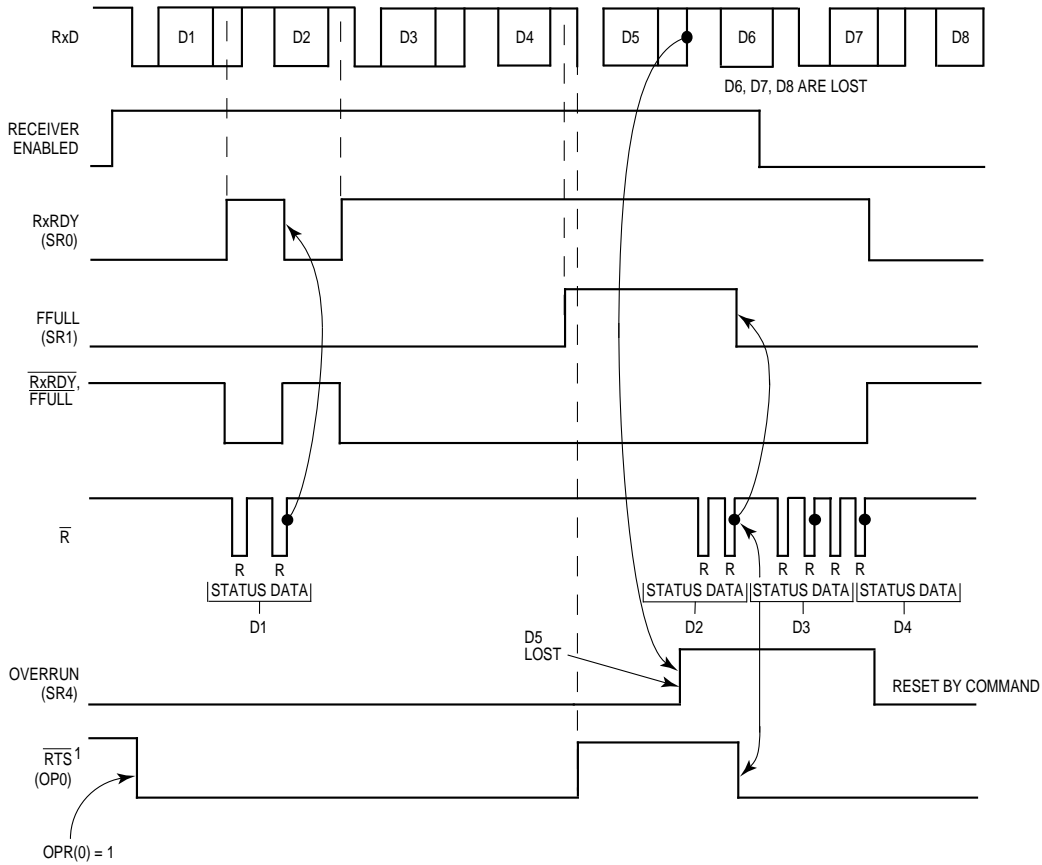 RxD D1 D2 D3 D4 D5 D6 D7 D8
D6, D7, D8 ARE LOST
RECEIVER
ENABLED
RxRDY
(SR0)
FFULL
(SR1)
RxRDY,
FFULL
R
R R R R R R R R
STATUS DATA STATUS DATA STATUS DATA STATUS DATA
D1 D2 D3 D4
D5
LOST
OVERRUN
(SR4)
RESET BY COMMAND
RTS 1
(OP0)
OPR(0) = 1